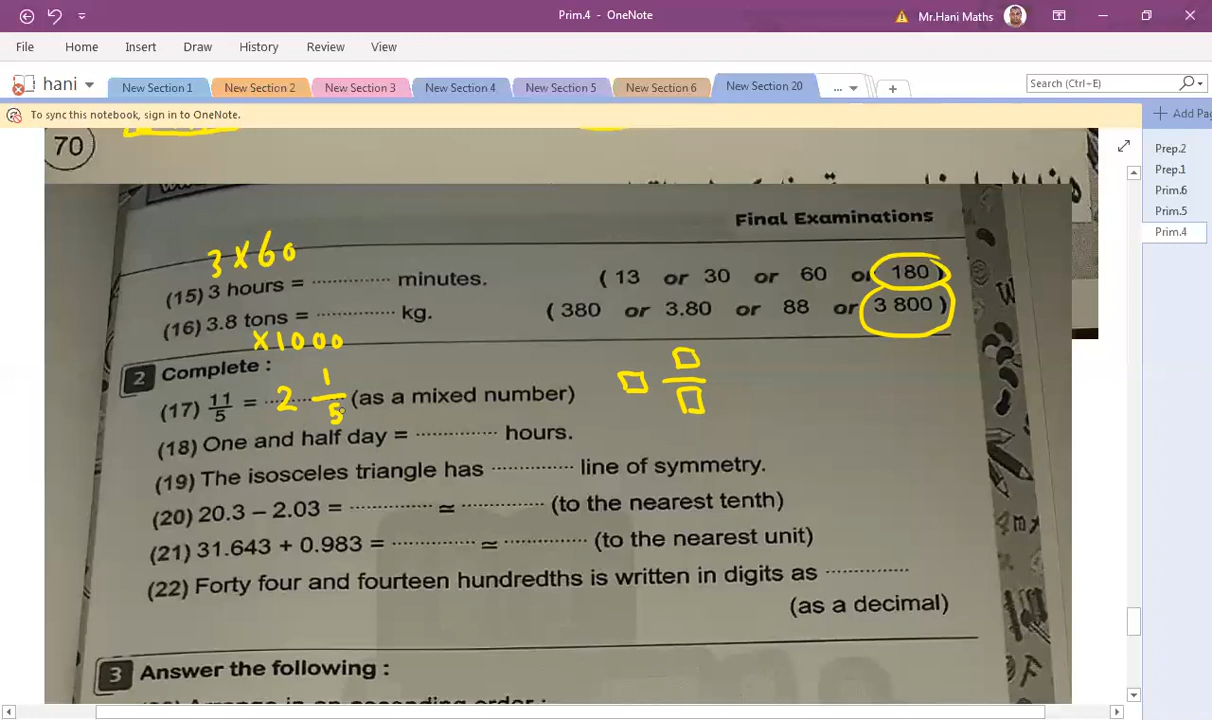 Prim.4 - OneNote
Mr.Hani Maths
File Home Insert Draw History Review View
hani New Section 1 New Section 2 New Section 3 New Section 4 New Section 5 New Section 6 New Section 20 ... + Search (Ctrl+E)
To sync this notebook, sign in to OneNote.
Add Pag
Prep.2
Prep.1
Prim.6
Prim.5
Prim.4
70
Final Examinations
3 x 60
(15) 3 hours = ............ minutes. ( 13 or 30 or 60 or 180 )
(16) 3.8 tons = ............ kg. ( 380 or 3.80 or 88 or 3 800 )
x 1000
2 Complete :
(17) 11/5 = 2 1/5 (as a mixed number)
(18) One and half day = ............ hours.
(19) The isosceles triangle has ............ line of symmetry.
(20) 20.3 – 2.03 = ............ ≃ ............ (to the nearest tenth)
(21) 31.643 + 0.983 = ............ ≃ ............ (to the nearest unit)
(22) Forty four and fourteen hundredths is written in digits as ............
(as a decimal)
3 Answer the following :